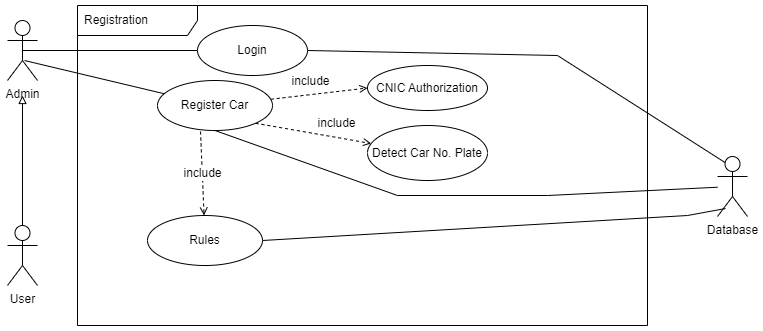 Registration
Login
Admin
include
CNIC Authorization
Register Car
include
Detect Car No. Plate
include
Rules
Database
User